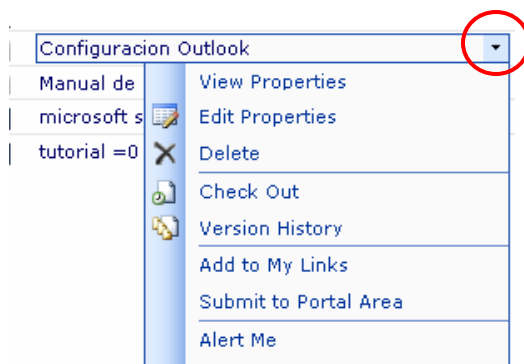 Configuracion Outlook
Manual de
View Properties
microsoft s
Edit Properties
tutorial =0
Delete
Check Out
Version History
Add to My Links
Submit to Portal Area
Alert Me